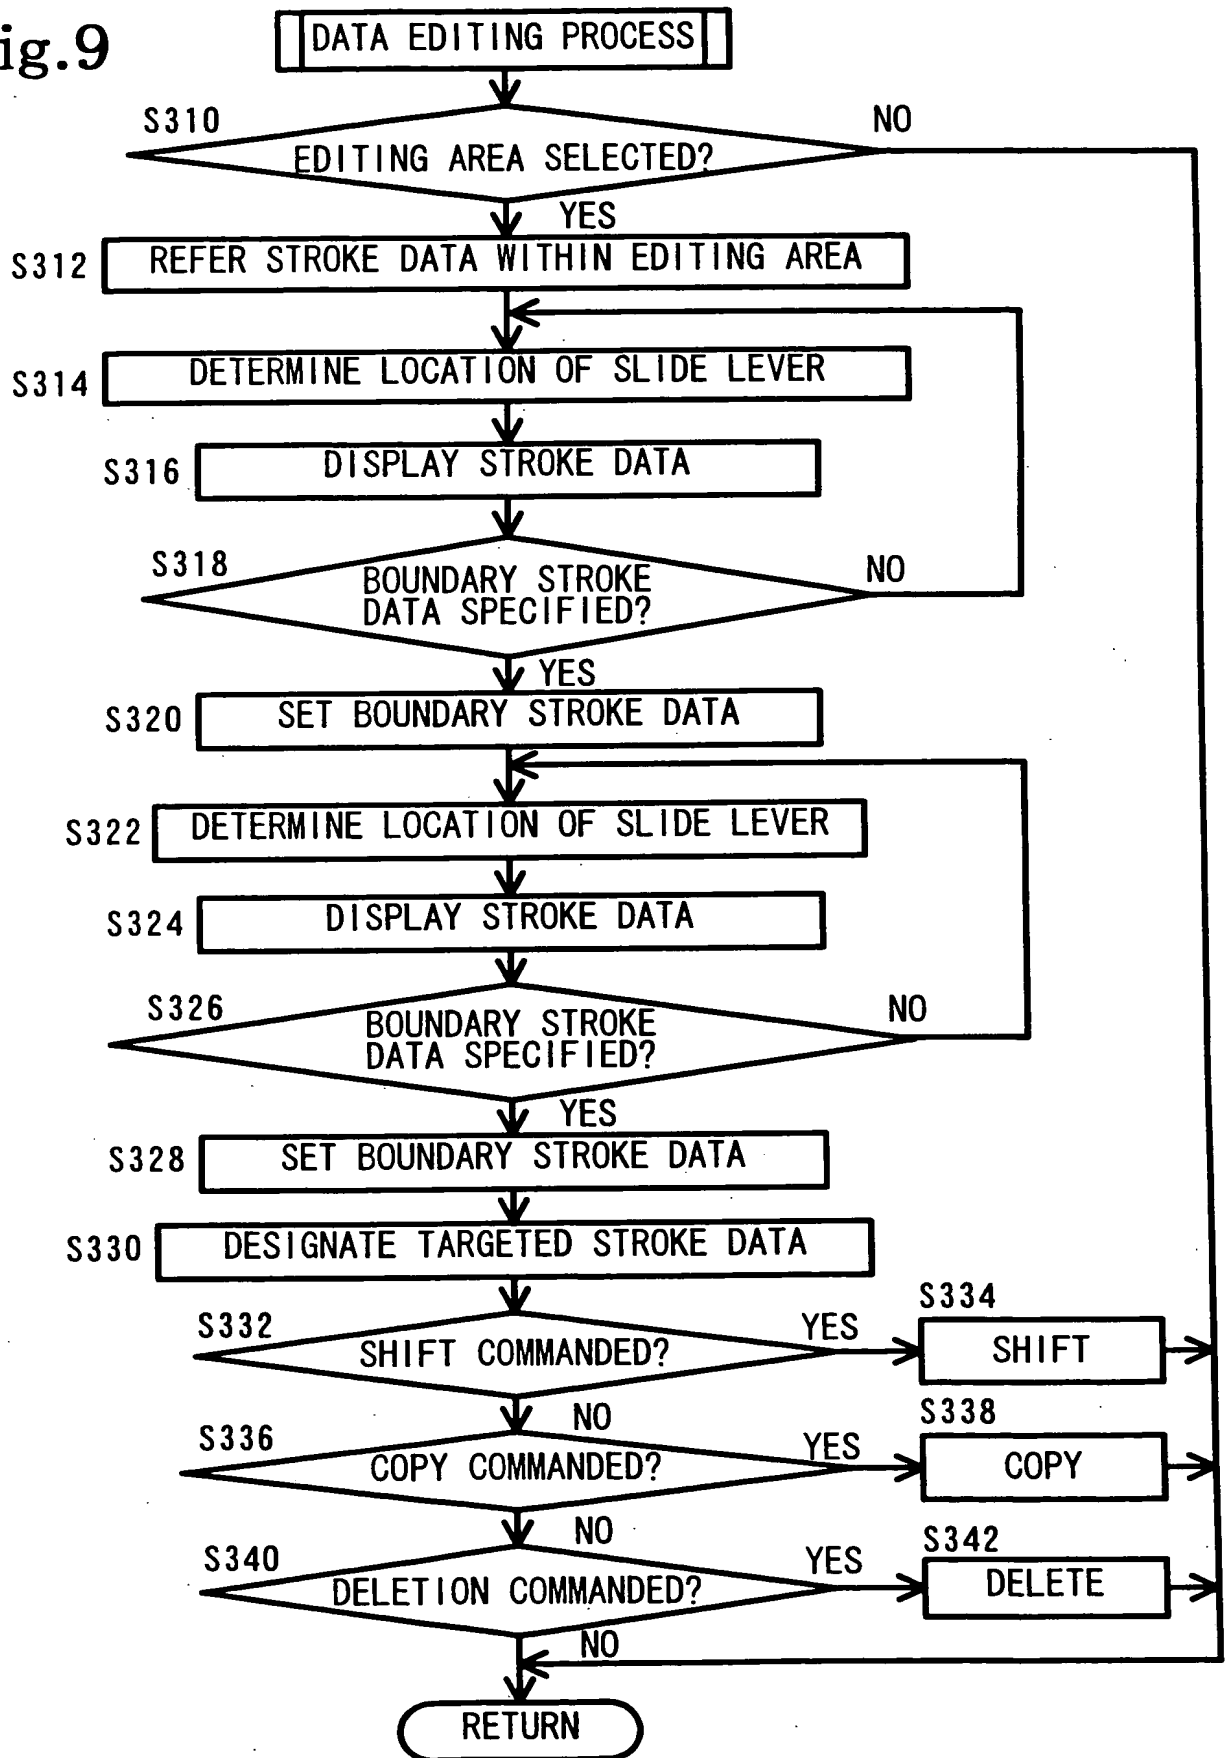 ig.9
DATA EDITING PROCESS
S310
NO
EDITING AREA SELECTED?
YES
S312
REFER STROKE DATA WITHIN EDITING AREA
S314
DETERMINE LOCATION OF SLIDE LEVER
S316
DISPLAY STROKE DATA
S318
BOUNDARY STROKE
DATA SPECIFIED?
NO
YES
S320
SET BOUNDARY STROKE DATA
S322
DETERMINE LOCATION OF SLIDE LEVER
S324
DISPLAY STROKE DATA
S326
BOUNDARY STROKE
DATA SPECIFIED?
NO
YES
S328
SET BOUNDARY STROKE DATA
S330
DESIGNATE TARGETED STROKE DATA
S332
SHIFT COMMANDED?
YES
S334
SHIFT
NO
S336
COPY COMMANDED?
YES
S338
COPY
NO
S340
DELETION COMMANDED?
YES
S342
DELETE
NO
RETURN